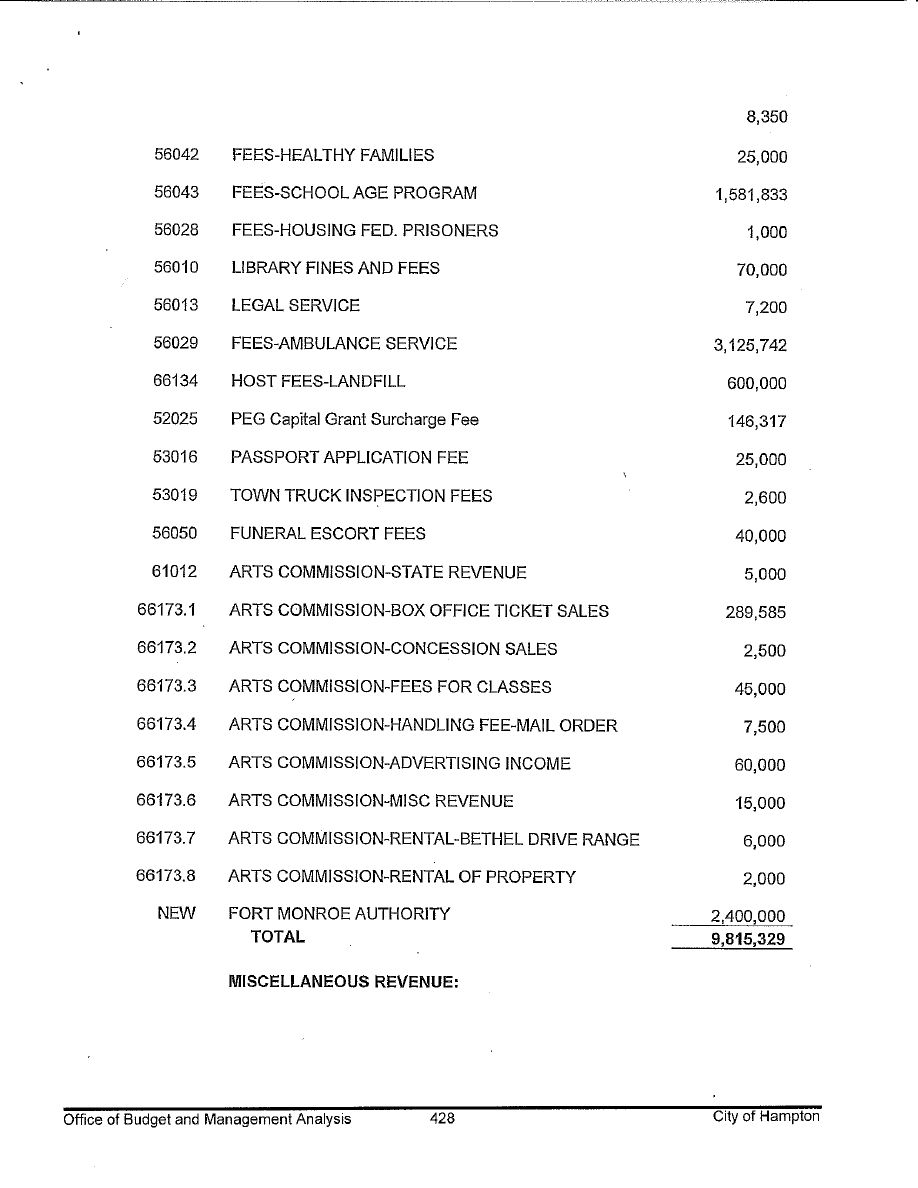 8,350
56042 FEES-HEALTHY FAMILIES 25,000
56043 FEES-SCHOOL AGE PROGRAM 1,581,833
56028 FEES-HOUSING FED. PRISONERS 1,000
56010 LIBRARY FINES AND FEES 70,000
56013 LEGAL SERVICE 7,200
56029 FEES-AMBULANCE SERVICE 3,125,742
66134 HOST FEES-LANDFILL 600,000
52025 PEG Capital Grant Surcharge Fee 146,317
53016 PASSPORT APPLICATION FEE 25,000
53019 TOWN TRUCK INSPECTION FEES 2,600
56050 FUNERAL ESCORT FEES 40,000
61012 ARTS COMMISSION-STATE REVENUE 5,000
66173.1 ARTS COMMISSION-BOX OFFICE TICKET SALES 289,585
66173.2 ARTS COMMISSION-CONCESSION SALES 2,500
66173.3 ARTS COMMISSION-FEES FOR CLASSES 45,000
66173.4 ARTS COMMISSION-HANDLING FEE-MAIL ORDER 7,500
66173.5 ARTS COMMISSION-ADVERTISING INCOME 60,000
66173.6 ARTS COMMISSION-MISC REVENUE 15,000
66173.7 ARTS COMMISSION-RENTAL-BETHEL DRIVE RANGE 6,000
66173.8 ARTS COMMISSION-RENTAL OF PROPERTY 2,000
NEW FORT MONROE AUTHORITY 2,400,000
TOTAL 9,815,329
MISCELLANEOUS REVENUE:
Office of Budget and Management Analysis 428 City of Hampton